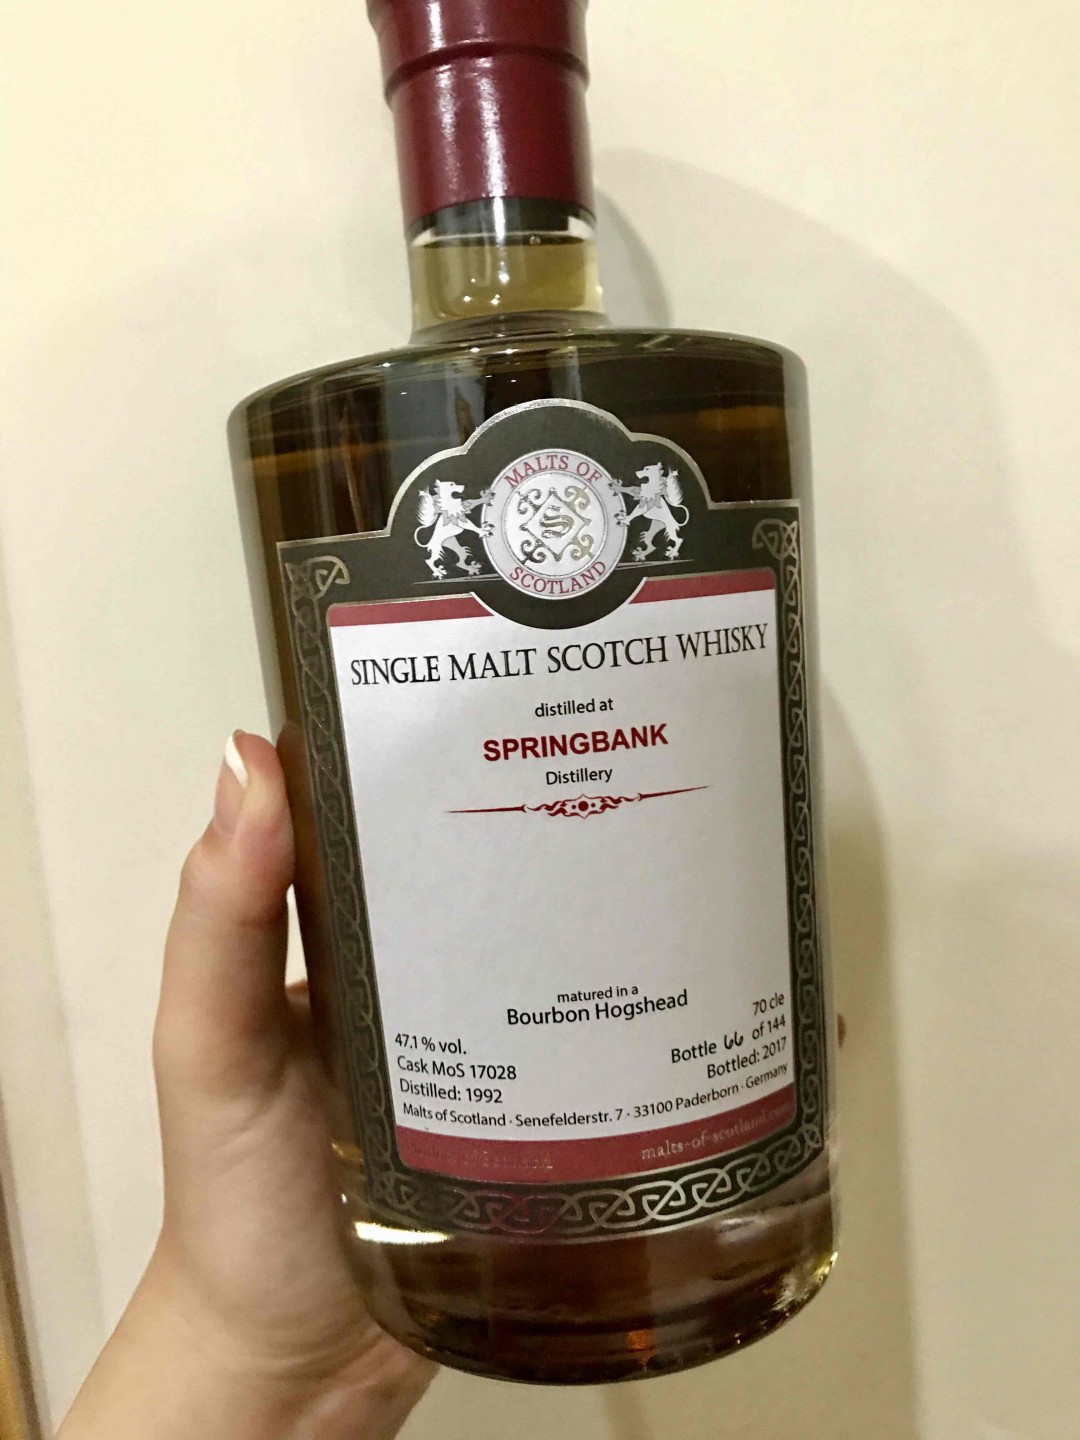 MALTS OF
S
SCOTLAND
SINGLE MALT SCOTCH WHISKY
distilled at
SPRINGBANK
Distillery
matured in a
Bourbon Hogshead
47.1 % vol.
Cask MoS 17028
Distilled: 1992
70 cle
Bottle 66 of 144
Bottled: 2017
Malts of Scotland · Senefelderstr. 7 · 33100 Paderborn · Germany
malts-of-scotland.com